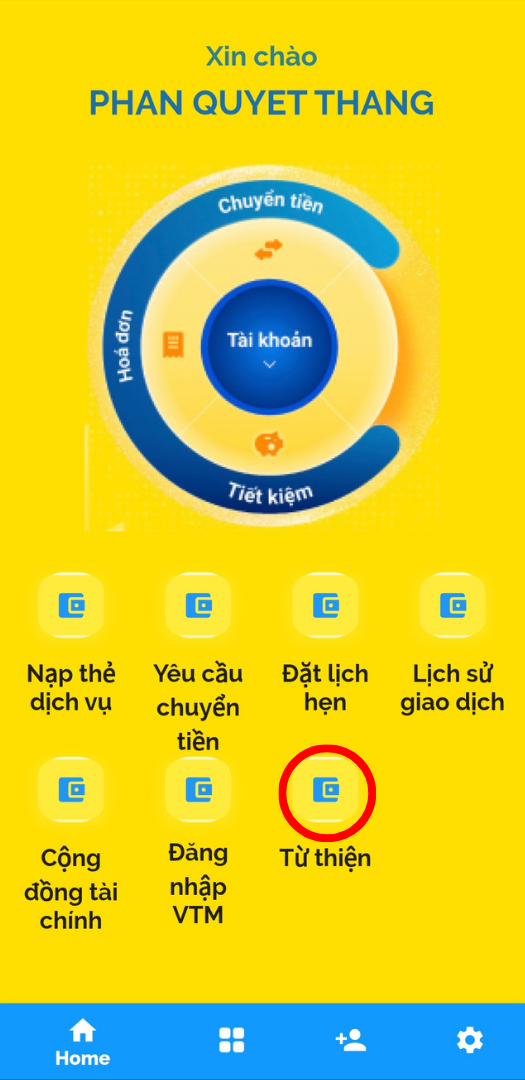 Xin chào
PHAN QUYET THANG
Chuyển tiền
Hoá đơn
Tài khoản
Tiết kiệm
Nạp thẻ
dịch vụ
Yêu cầu
chuyển
tiền
Đặt lịch
hẹn
Lịch sử
giao dịch
Cộng
đồng tài
chính
Đăng
nhập
VTM
Từ thiện
Home